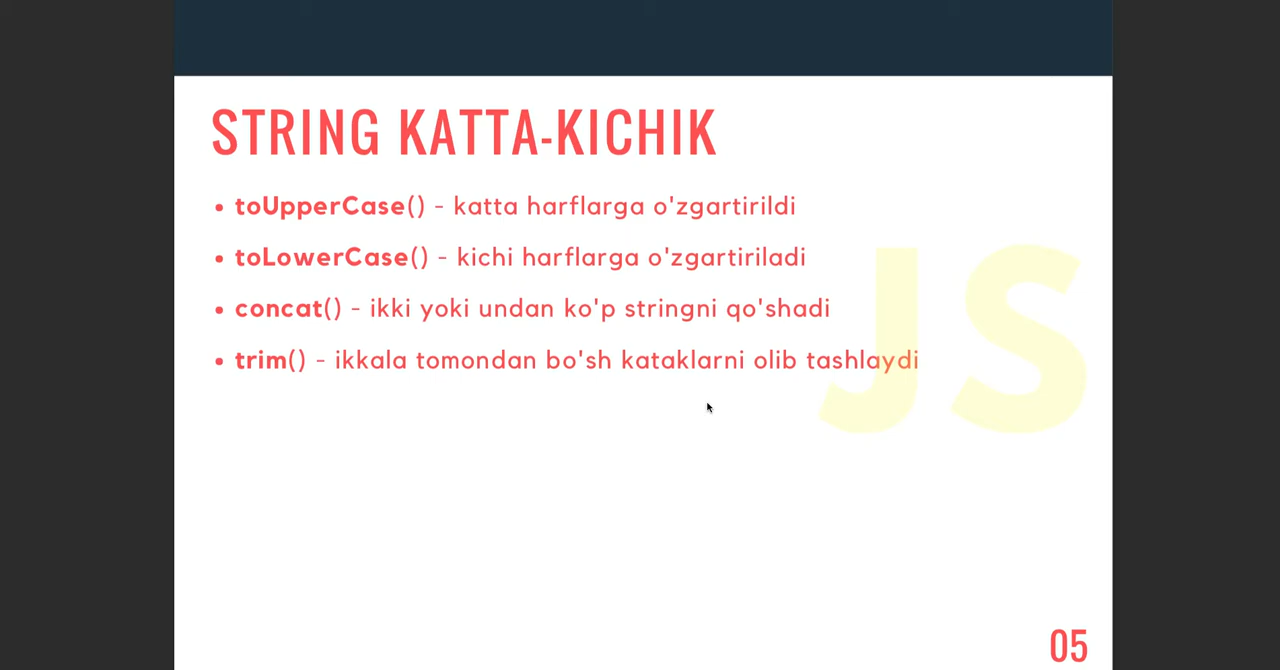 STRING KATTA-KICHIK
• toUpperCase() - katta harflarga o'zgartirildi
• toLowerCase() - kichi harflarga o'zgartiriladi
• concat() - ikki yoki undan ko'p stringni qo'shadi
• trim() - ikkala tomondan bo'sh kataklarni olib tashlaydi
JS
05